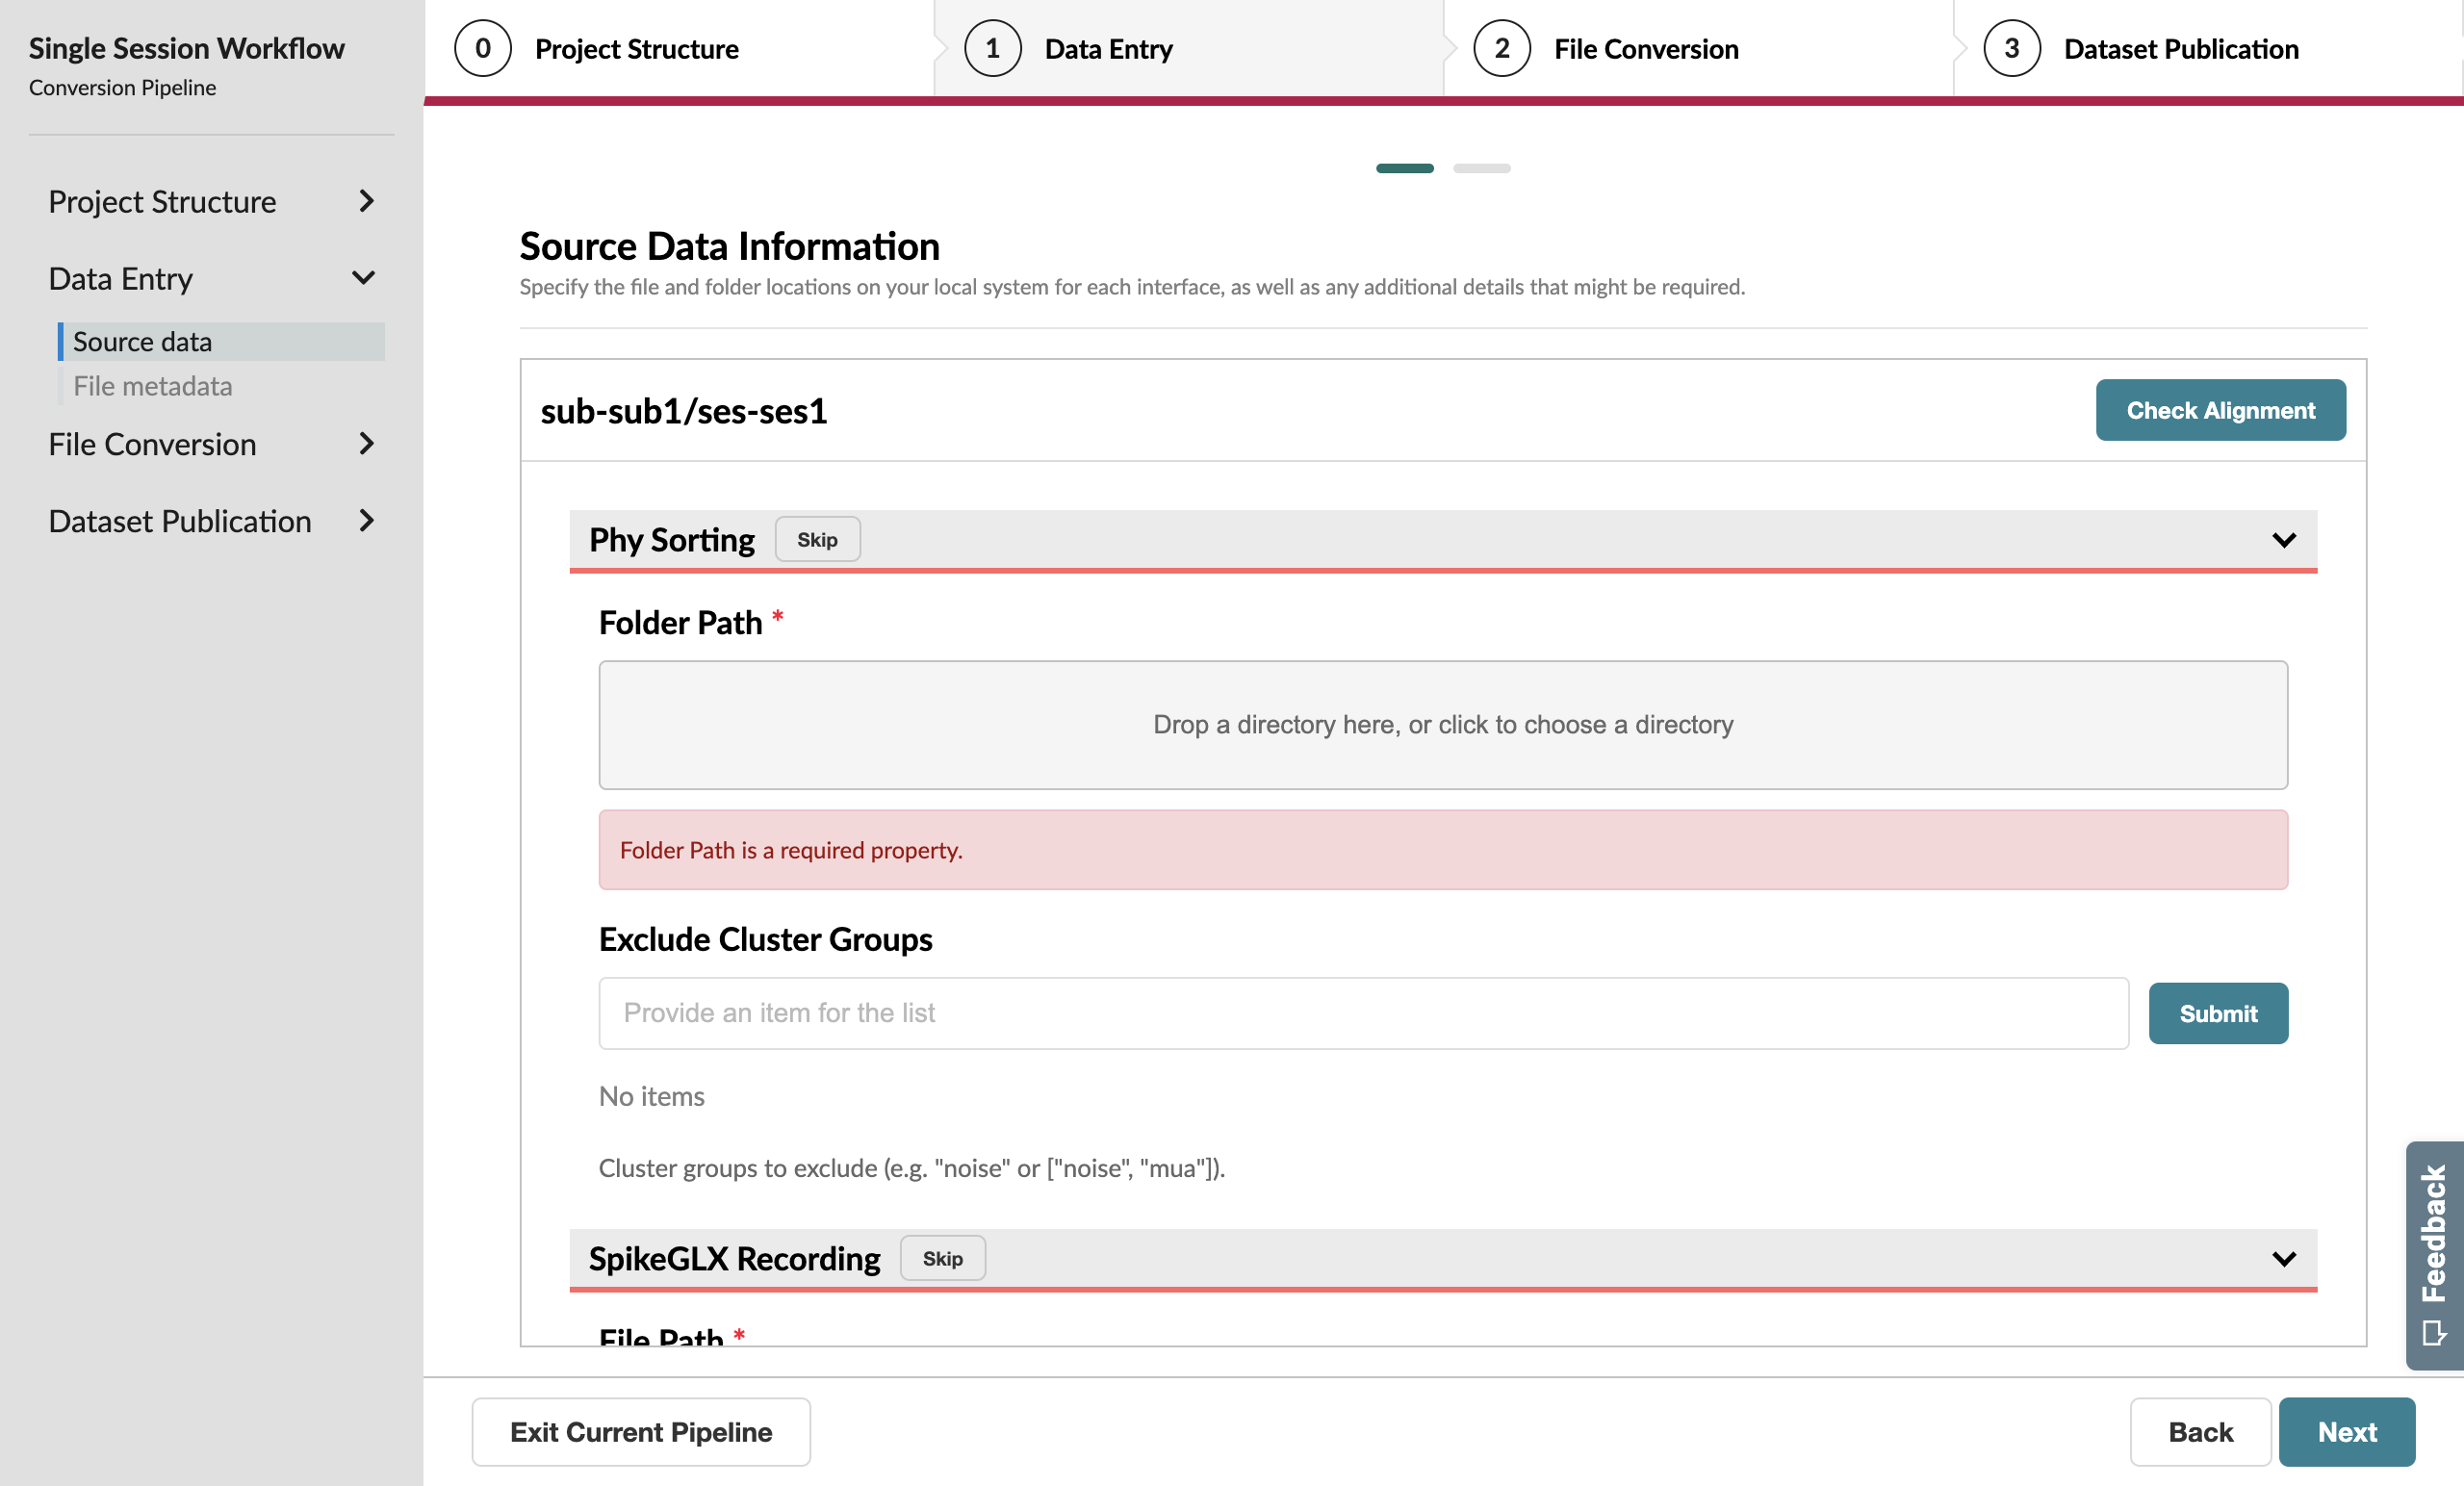 Single Session Workflow
Conversion Pipeline
Project Structure
Data Entry
Source data
File metadata
File Conversion
Dataset Publication
0 Project Structure
1 Data Entry
2 File Conversion
3 Dataset Publication
Source Data Information
Specify the file and folder locations on your local system for each interface, as well as any additional details that might be required.
sub-sub1/ses-ses1
Check Alignment
Phy Sorting
Skip
Folder Path *
Drop a directory here, or click to choose a directory
Folder Path is a required property.
Exclude Cluster Groups
Provide an item for the list
Submit
No items
Cluster groups to exclude (e.g. "noise" or ["noise", "mua"]).
SpikeGLX Recording
Skip
File Path *
Feedback
Exit Current Pipeline
Back
Next